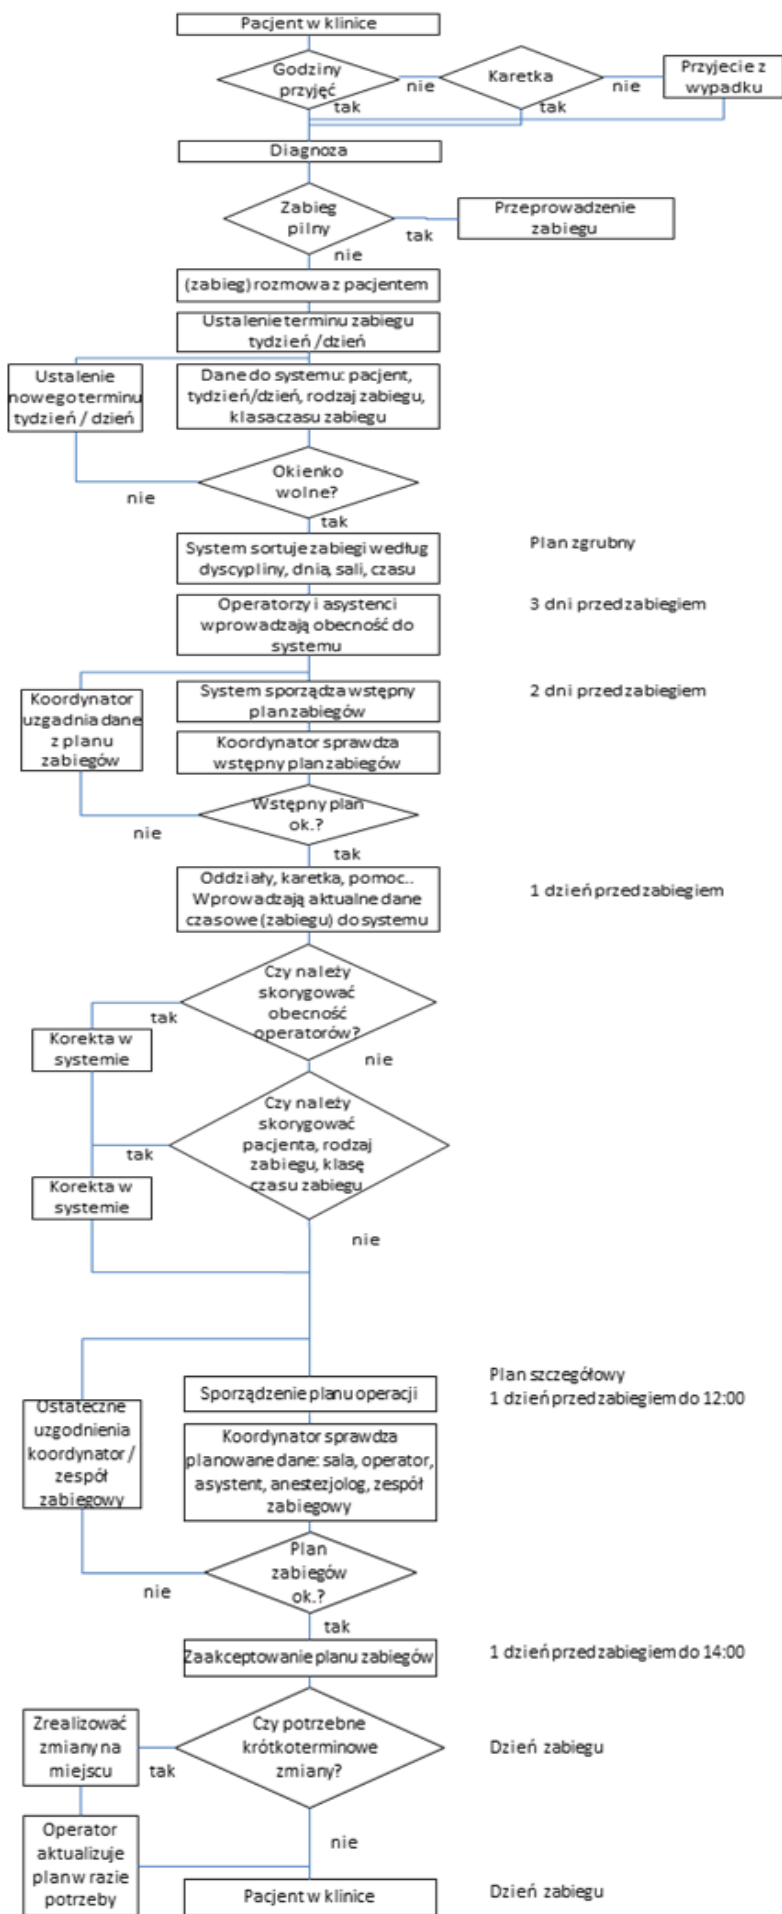 Pacjent w klinice
Godziny
przyjęć
nie
Karetka
nie
Przyjecie z
wypadku
tak
tak
Diagnoza
Zabieg
pilny
tak
Przeprowadzenie
zabiegu
nie
(zabieg) rozmowa z pacjentem
Ustalenie terminu zabiegu
tydzień /dzień
Ustalenie
nowego terminu
tydzień / dzień
Dane do systemu: pacjent,
tydzień/dzień, rodzaj zabiegu,
klasa czasu zabiegu
Okienko
wolne?
nie
tak
System sortuje zabiegi według
dyscypliny, dnia, sali, czasu
Plan zgrubny
Operatorzy i asystenci
wprowadzają obecność do
systemu
3 dni przed zabiegiem
Koordynator
uzgadnia dane
z planu
zabiegów
System sporządza wstępny
plan zabiegów
2 dni przed zabiegiem
Koordynator sprawdza
wstępny plan zabiegów
Wstępny plan
ok.?
nie
tak
Oddziały, karetka, pomoc..
Wprowadzają aktualne dane
czasowe (zabiegu) do systemu
1 dzień przed zabiegiem
Czy należy
skorygować
obecność
operatorów?
tak
Korekta w
systemie
nie
Czy należy
skorygować
pacjenta, rodzaj
zabiegu, klasę
czasu zabiegu
tak
Korekta w
systemie
nie
Ostateczne
uzgodnienia
koordynator /
zespół
zabiegowy
Sporządzenie planu operacji
Plan szczegółowy
1 dzień przed zabiegiem do 12:00
Koordynator sprawdza
planowane dane: sala, operator,
asystent, anestezjolog, zespół
zabiegowy
Plan
zabiegów
ok.?
nie
tak
Zaakceptowanie planu zabiegów
1 dzień przed zabiegiem do 14:00
Zrealizować
zmiany na
miejscu
tak
Czy potrzebne
krótkoterminowe
zmiany?
Dzień zabiegu
Operator
aktualizuje
plan w razie
potrzeby
nie
Pacjent w klinice
Dzień zabiegu